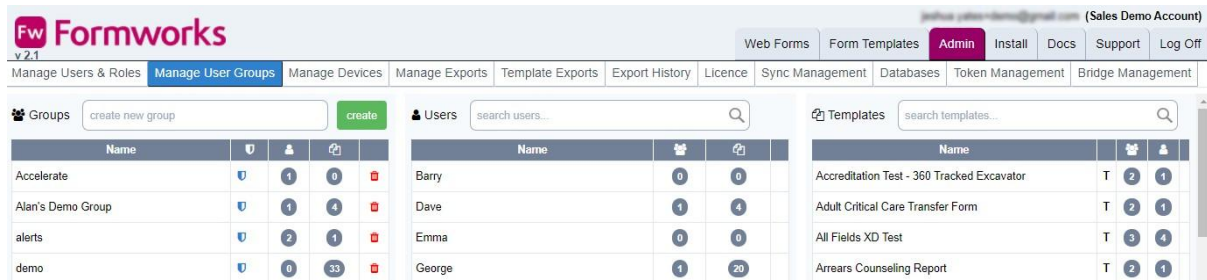 (Sales Demo Account)
Fw Formworks
v 2.1
Web Forms Form Templates Admin Install Docs Support Log Off
Manage Users & Roles Manage User Groups Manage Devices Manage Exports Template Exports Export History Licence Sync Management Databases Token Management Bridge Management
Groups create new group create Users search users... Templates search templates...
Name Name Name
Accelerate 1 0 Barry 0 0 Accreditation Test - 360 Tracked Excavator T 2 1
Alan's Demo Group 1 4 Dave 1 4 Adult Critical Care Transfer Form T 2 1
alerts 2 1 Emma 0 0 All Fields XD Test T 3 4
demo 0 33 George 1 20 Arrears Counseling Report T 2 1